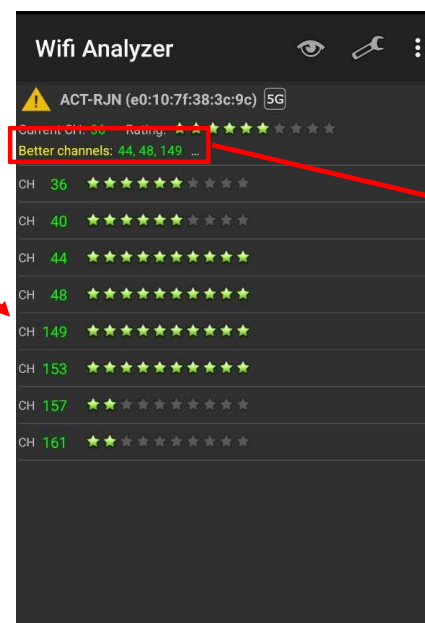 Wifi Analyzer
ACT-RJN (e0:10:7f:38:3c:9c) 5G
Current CH: 36 Rating:
Better channels: 44, 48, 149 ...
CH 36
CH 40
CH 44
CH 48
CH 149
CH 153
CH 157
CH 161